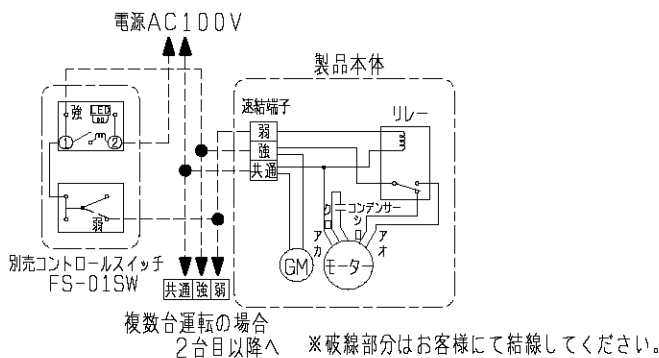 電源AC100V
製品本体
強
LED
① ②
弱
別売コントロールスイッチ
FS-01SW
速結端子
弱
強
共通
リレー
コンデンサー
クロ
アカ
シロ
アオ
GM
モーター
共通 強 弱
複数台運転の場合
2台目以降へ
※破線部分はお客様にて結線してください。